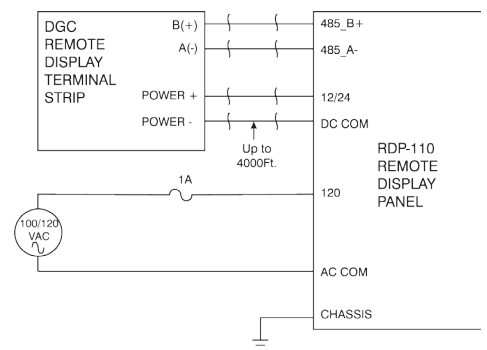 DGC
REMOTE
DISPLAY
TERMINAL
STRIP
B(+)
A(-)
POWER +
POWER -
485_B+
485_A-
12/24
DC COM
Up to
4000Ft.
RDP-110
REMOTE
DISPLAY
PANEL
1A
120
100/120
VAC
AC COM
CHASSIS